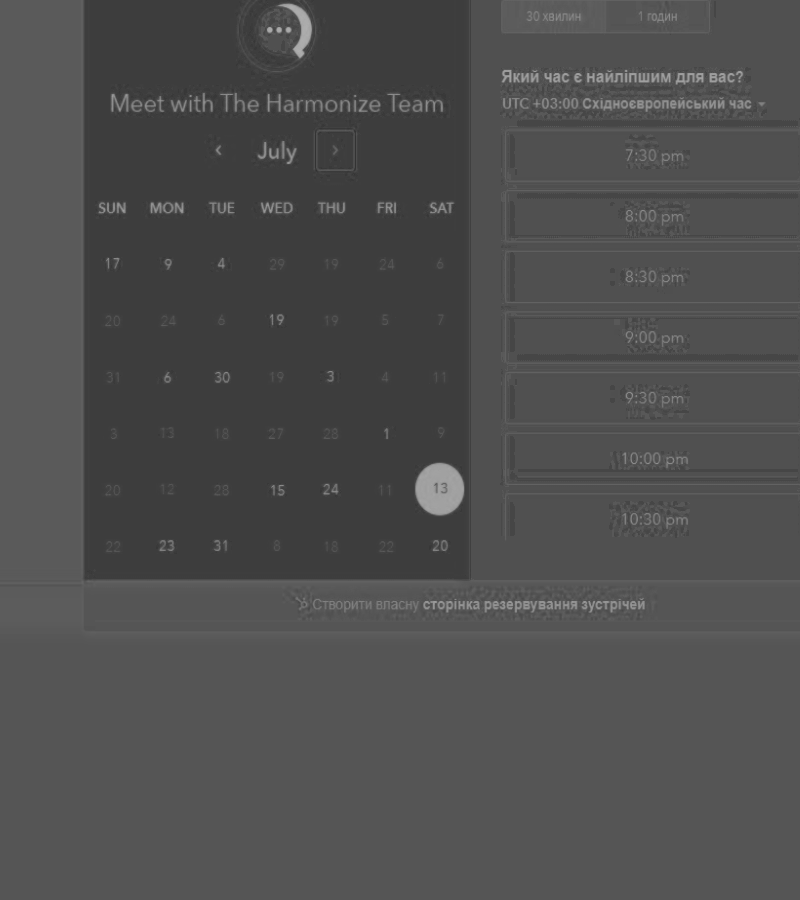 30 хвилин 1 годин
Який час є найліпшим для вас?
UTC +03:00 Східноєвропейський час
Meet with The Harmonize Team
July
SUN MON TUE WED THU FRI SAT
17 9 4 29 19 24 6
20 24 6 19 19 5 7
31 6 30 19 3 4 11
3 13 18 27 28 1 9
20 12 28 15 24 11 13
22 23 31 8 18 22 20
7:30 pm
8:00 pm
8:30 pm
9:00 pm
9:30 pm
10:00 pm
10:30 pm
Створити власну сторінка резервування зустрічей